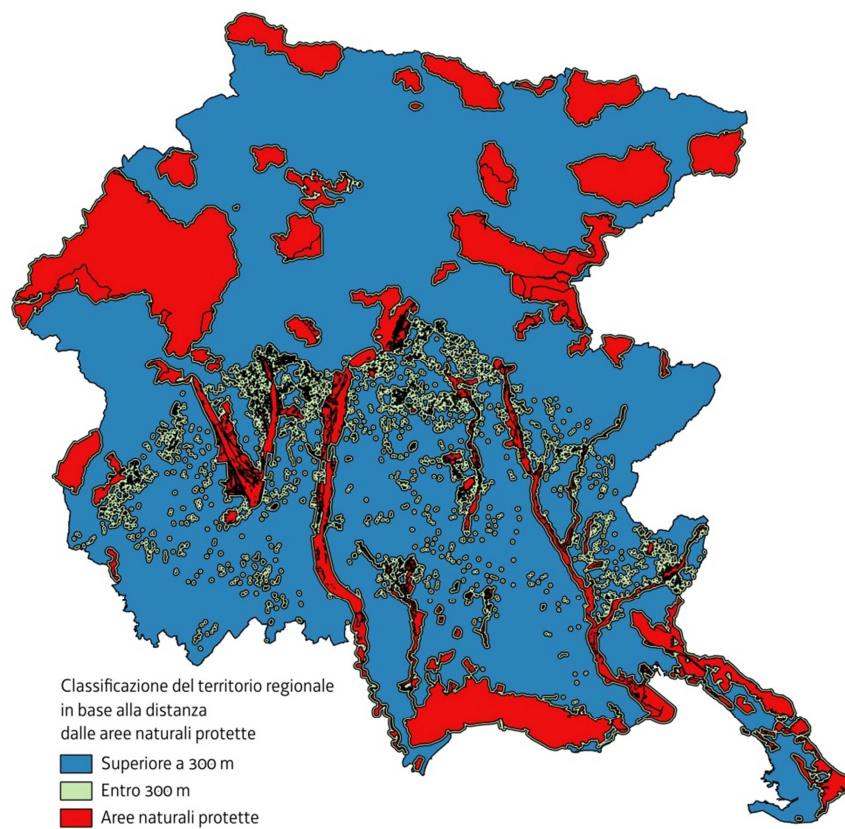 Classificazione del territorio regionale
in base alla distanza
dalle aree naturali protette
Superiore a 300 m
Entro 300 m
Aree naturali protette